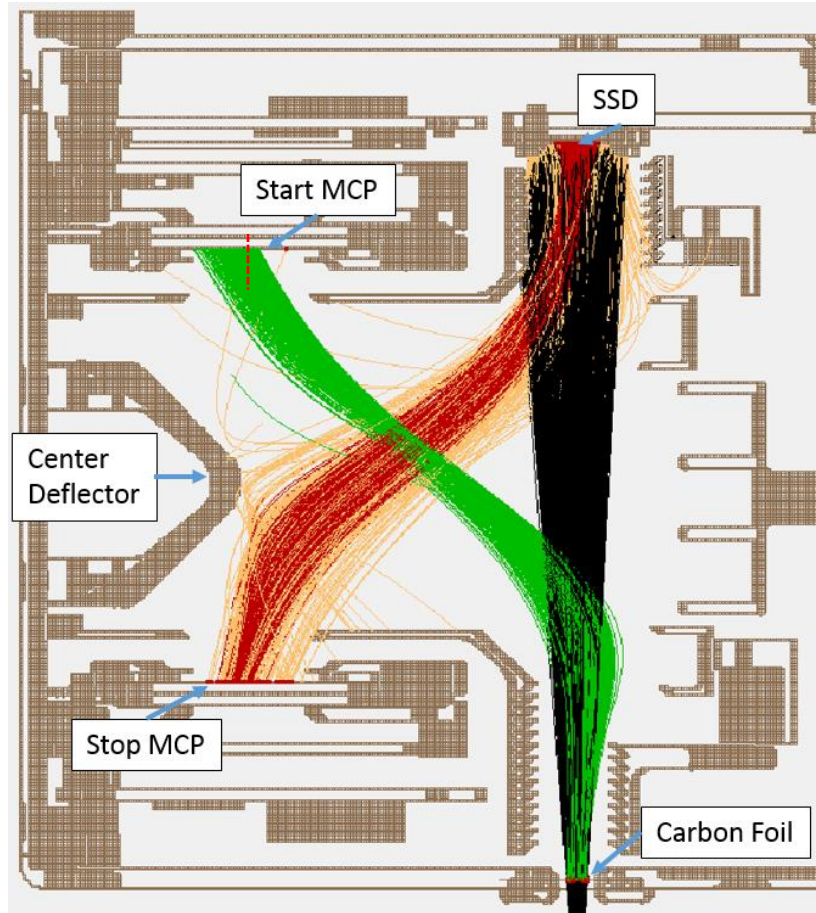 SSD
Start MCP
Center
Deflector
Stop MCP
Carbon Foil